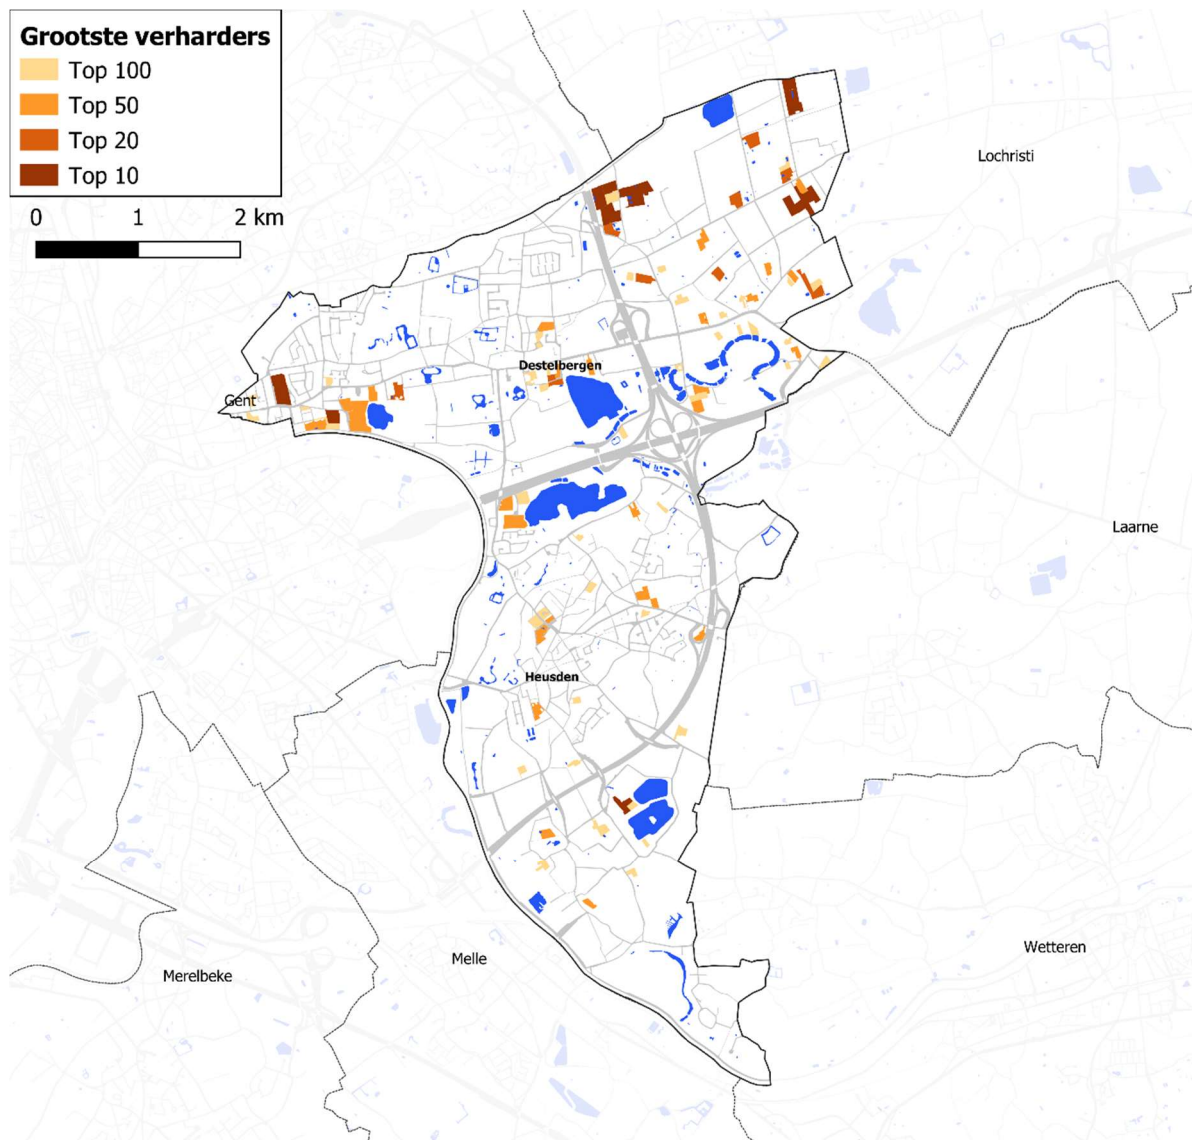 Grootste verharders
Top 100
Top 50
Top 20
Top 10
0 1 2 km
Lochristi
Destelbergen
Gent
Laarne
Heusden
Wetteren
Melle
Merelbeke